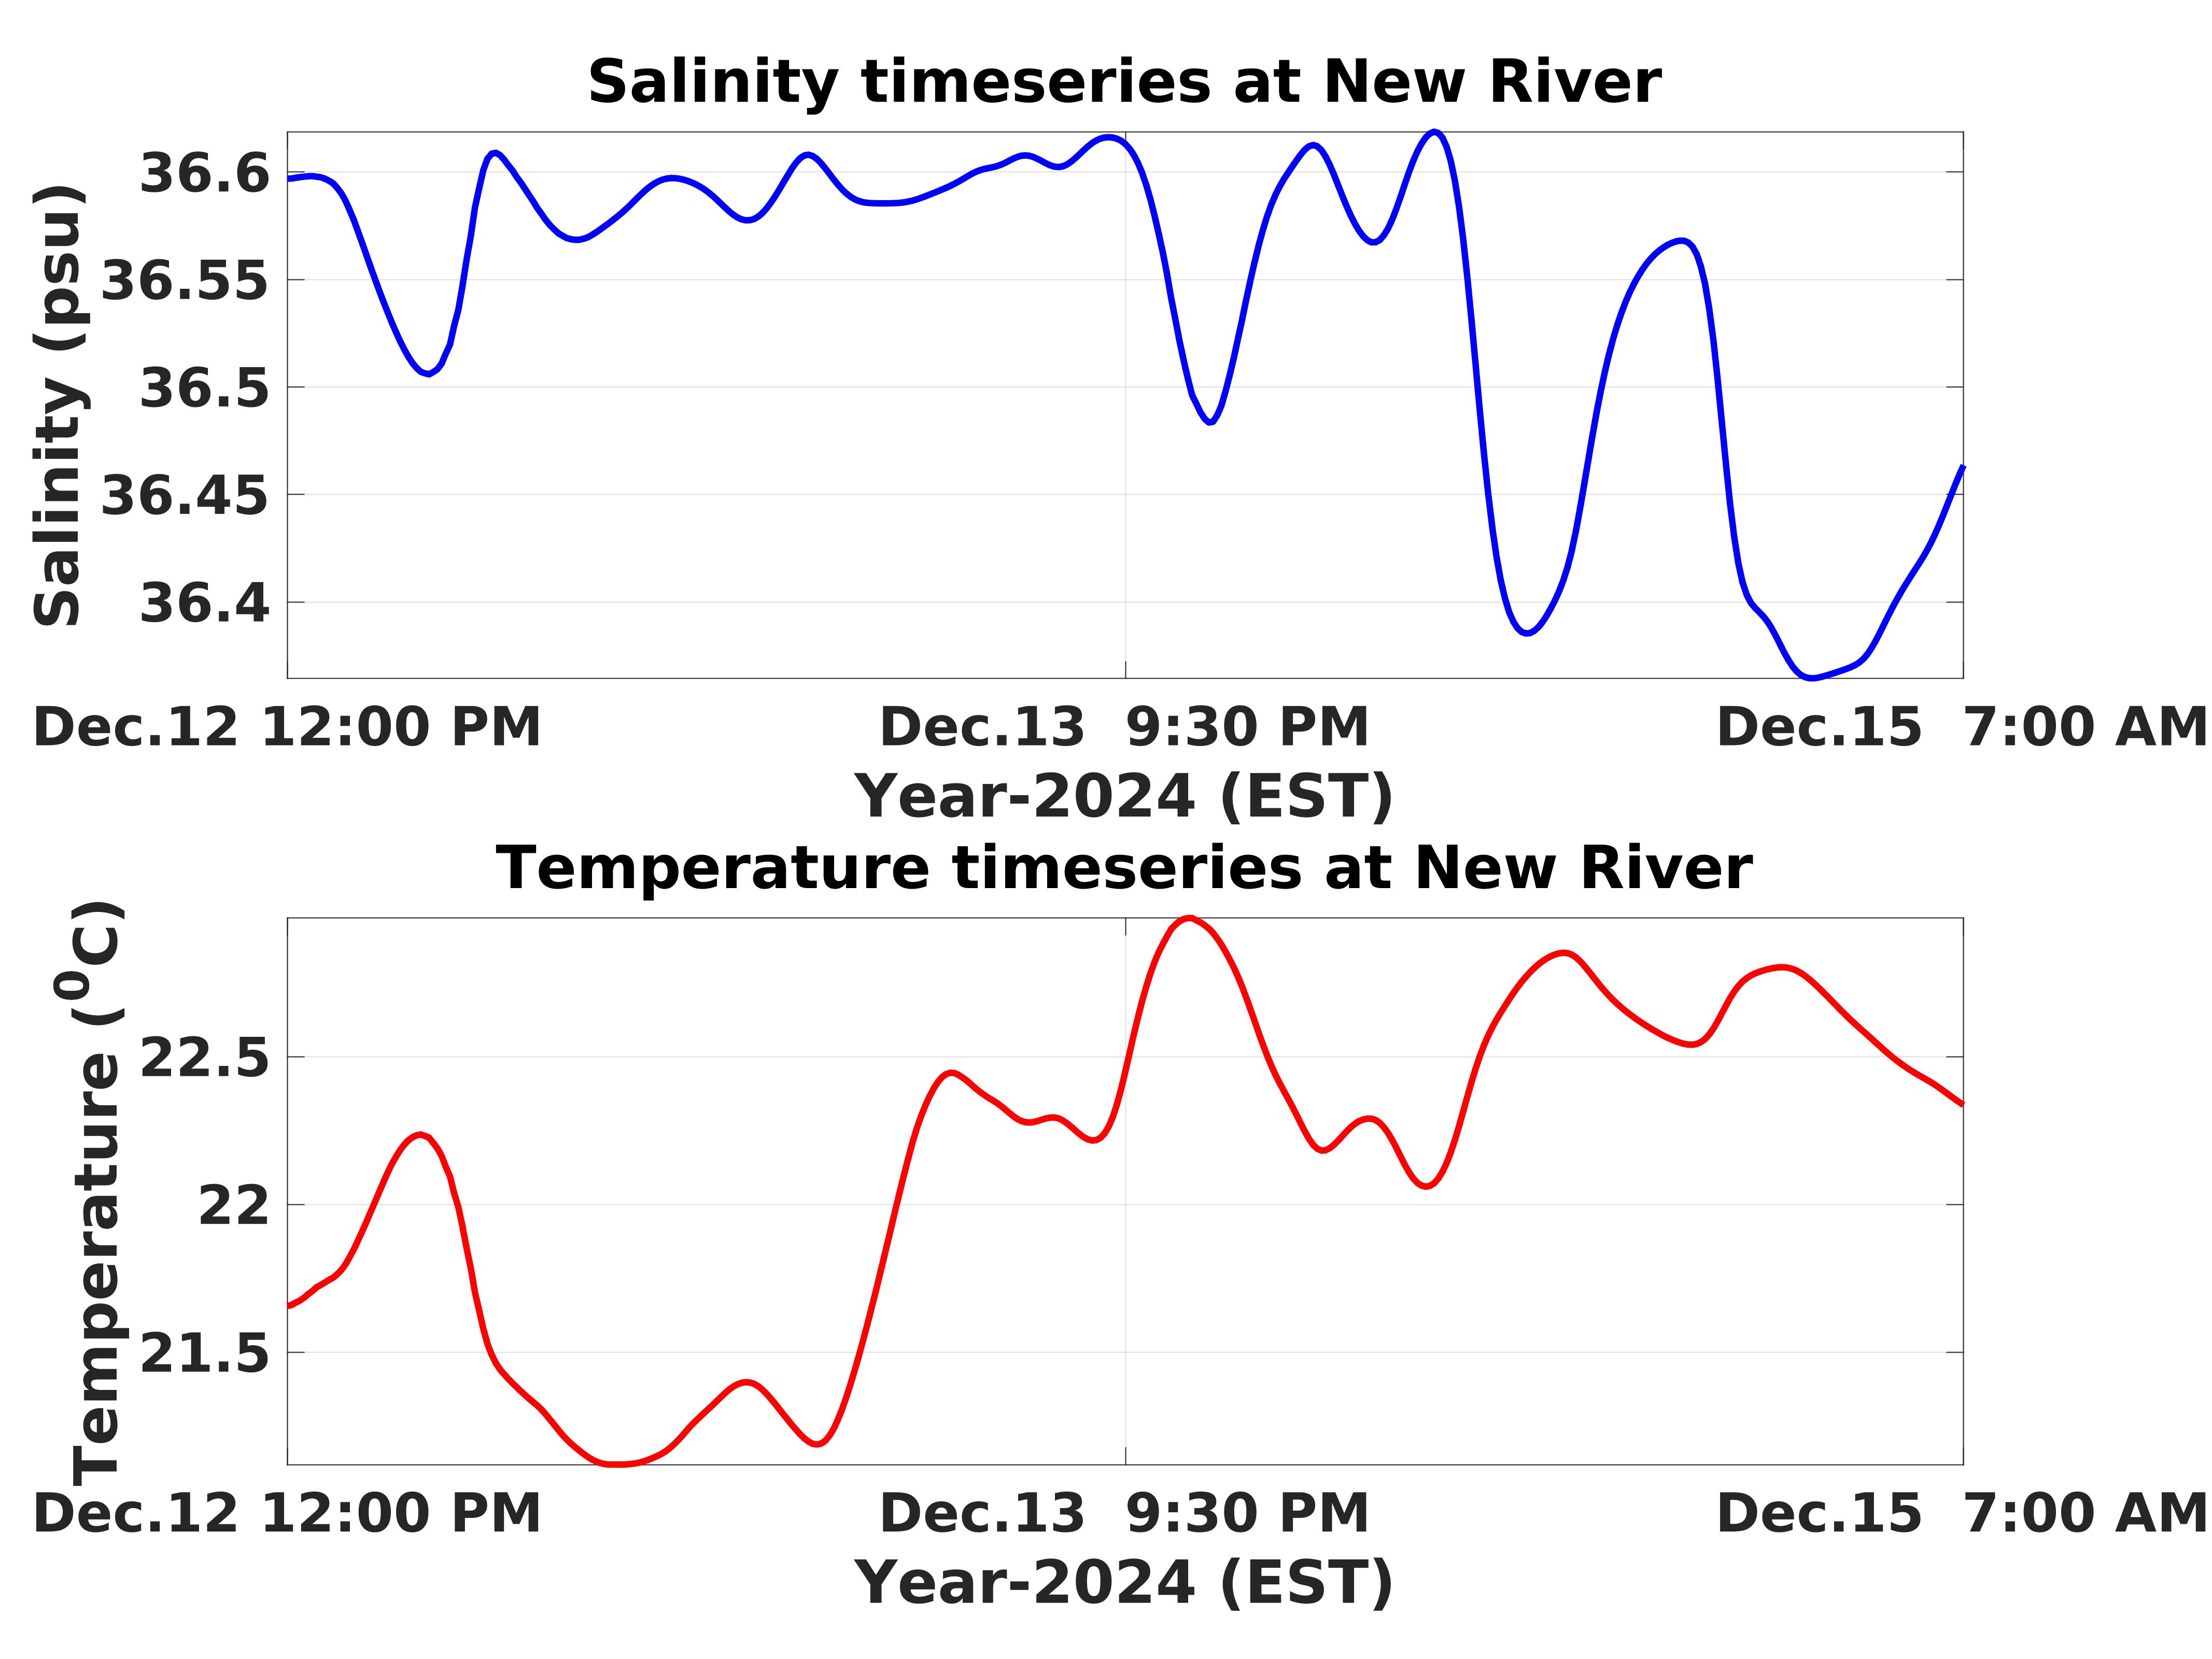 Salinity timeseries at New River
Salinity (psu)
36.6
36.55
36.5
36.45
36.4
Dec.12 12:00 PM Dec.13  9:30 PM Dec.15  7:00 AM
Year-2024 (EST)
Temperature timeseries at New River
Temperature (⁰C)
22.5
22
21.5
Dec.12 12:00 PM Dec.13  9:30 PM Dec.15  7:00 AM
Year-2024 (EST)